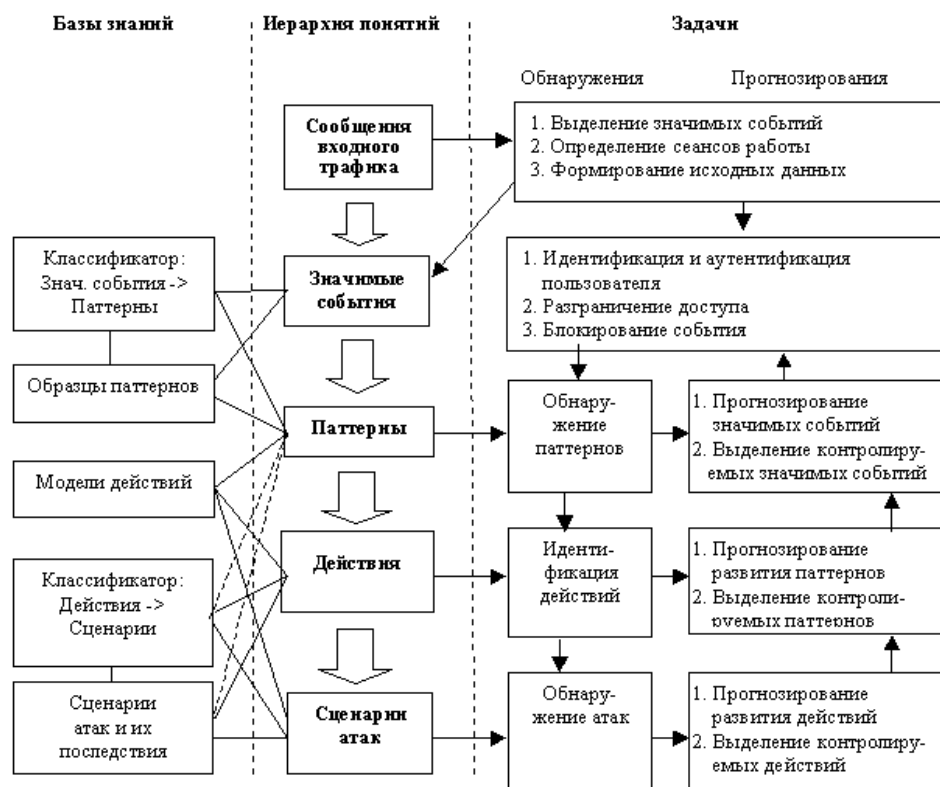 Базы знаний
Иерархия понятий
Задачи
Обнаружения
Прогнозирования
Сообщения
входного
трафика
1. Выделение значимых событий
2. Определение сеансов работы
3. Формирование исходных данных
Классификатор:
Знач. события ->
Паттерны
Значимые
события
1. Идентификация и аутентификация
пользователя
2. Разграничение доступа
3. Блокирование события
Образцы паттернов
Паттерны
Обнару-
жение
паттернов
1. Прогнозирование
значимых событий
2. Выделение контролиру-
емых значимых событий
Модели действий
Действия
Иденти-
фикация
действий
1. Прогнозирование
развития паттернов
2. Выделение контроли-
руемых паттернов
Классификатор:
Действия ->
Сценарии
Сценарии
атак и их
последствия
Сценарии
атак
Обнару-
жение атак
1. Прогнозирование
развития действий
2. Выделение контролиру-
емых действий